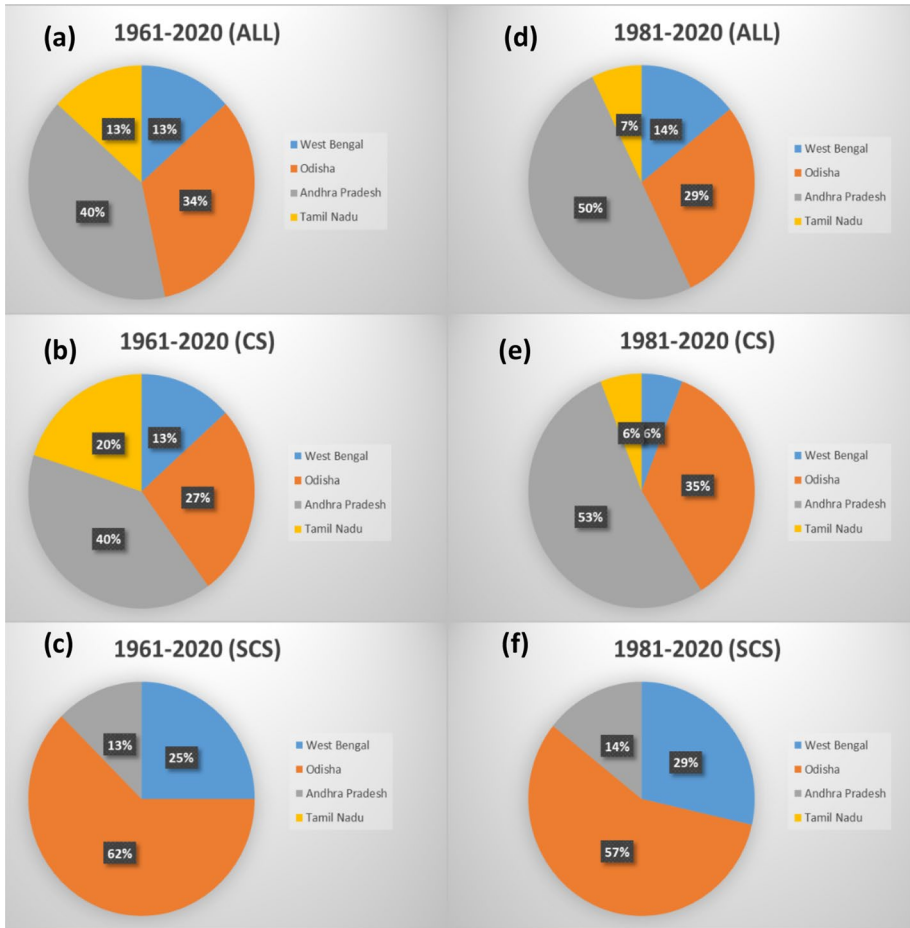 (a)
1961-2020 (ALL)
13%
13%
34%
40%
West Bengal
Odisha
Andhra Pradesh
Tamil Nadu
(d)
1981-2020 (ALL)
7%
14%
29%
50%
West Bengal
Odisha
Andhra Pradesh
Tamil Nadu
(b)
1961-2020 (CS)
20%
13%
27%
40%
West Bengal
Odisha
Andhra Pradesh
Tamil Nadu
(e)
1981-2020 (CS)
6%
6%
35%
53%
West Bengal
Odisha
Andhra Pradesh
Tamil Nadu
(c)
1961-2020 (SCS)
13%
25%
62%
West Bengal
Odisha
Andhra Pradesh
Tamil Nadu
(f)
1981-2020 (SCS)
14%
29%
57%
West Bengal
Odisha
Andhra Pradesh
Tamil Nadu